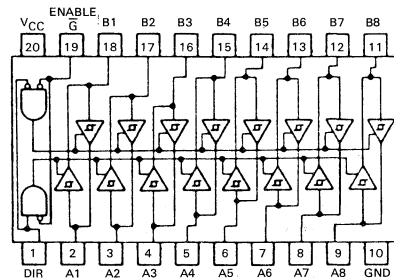 V_CC ENABLE G̅ B1 B2 B3 B4 B5 B6 B7 B8
20 19 18 17 16 15 14 13 12 11
1 2 3 4 5 6 7 8 9 10
DIR A1 A2 A3 A4 A5 A6 A7 A8 GND